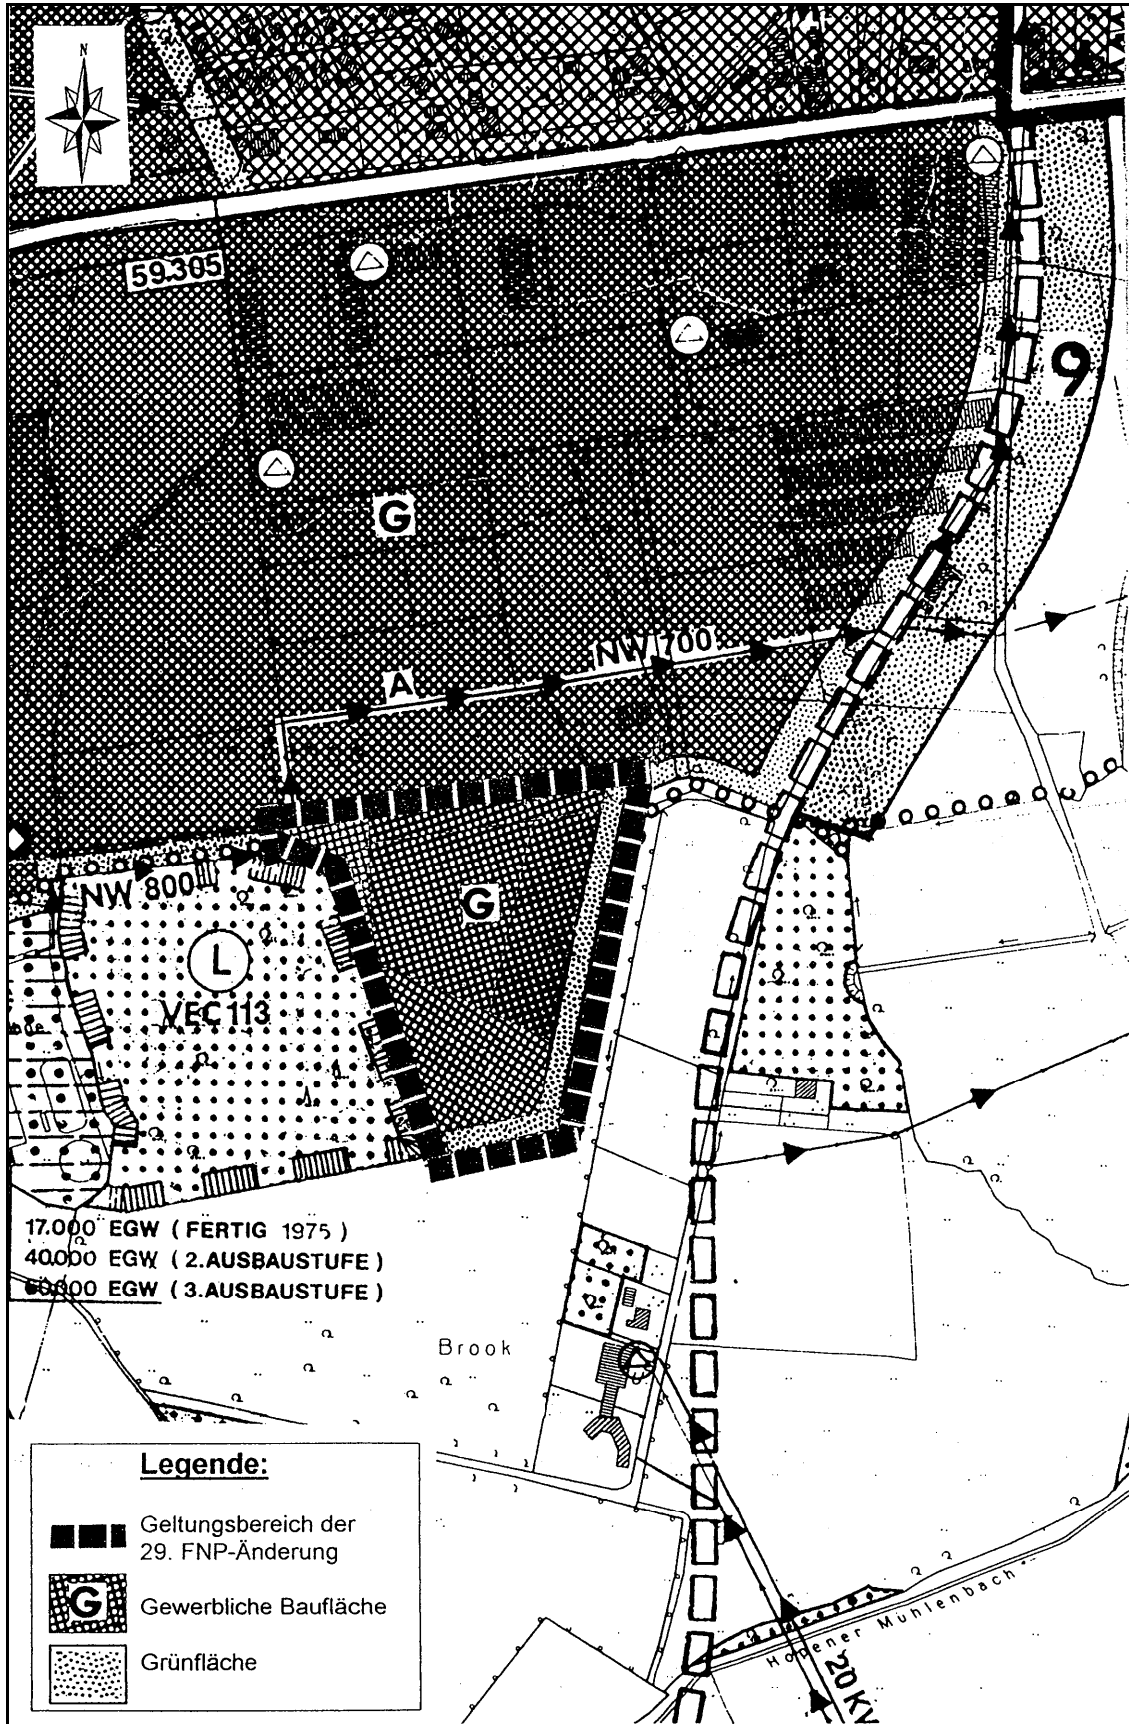 N
59.305
9
G
NW 700
A
G
NW 800
L
VEC 113
17.000 EGW ( FERTIG 1975 )
40.000 EGW ( 2.AUSBAUSTUFE )
60.000 EGW ( 3.AUSBAUSTUFE )
Brook
Legende:
Geltungsbereich der
29. FNP-Änderung
G
Gewerbliche Baufläche
Grünfläche
Hopener Mühlenbach
20 KV